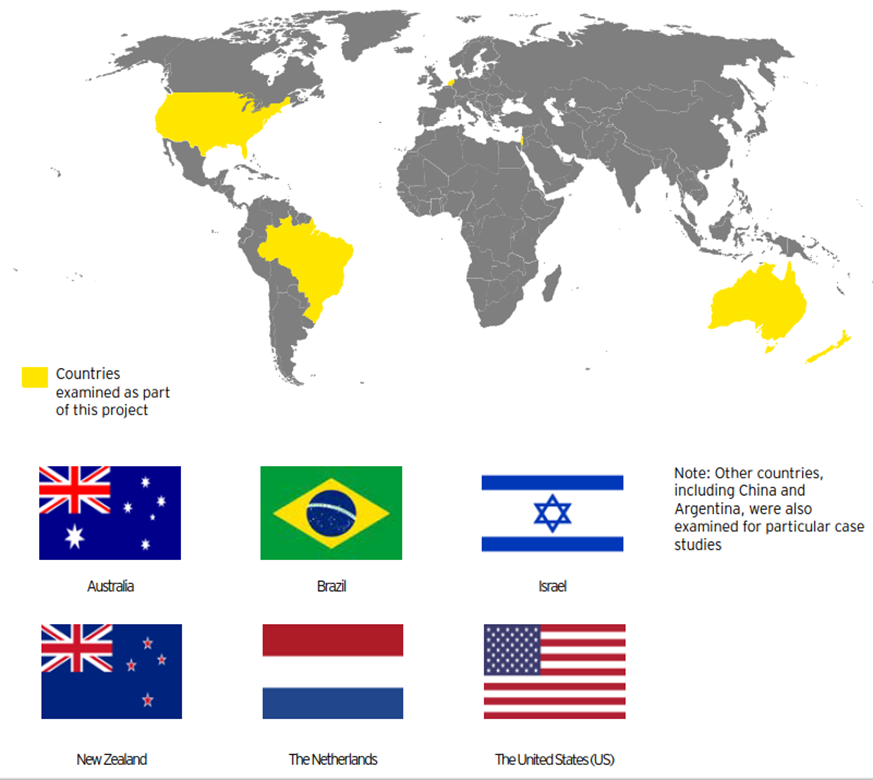 Countries
examined as part
of this project
Note: Other countries,
including China and
Argentina, were also
examined for particular case
studies
Australia
Brazil
Israel
New Zealand
The Netherlands
The United States (US)